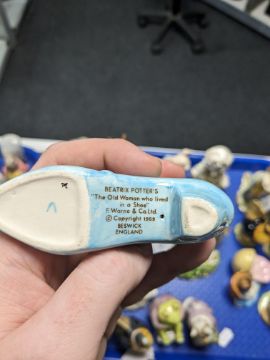 BEATRIX POTTER'S
"The Old Woman who lived
in a Shoe"
F. Warne & Co. Ltd.
© Copyright 1959
BESWICK
ENGLAND